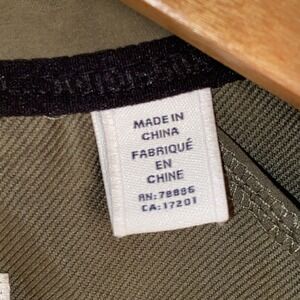 MADE IN
CHINA
FABRIQUÉ
EN
CHINE
RN: 78886
CA: 17201